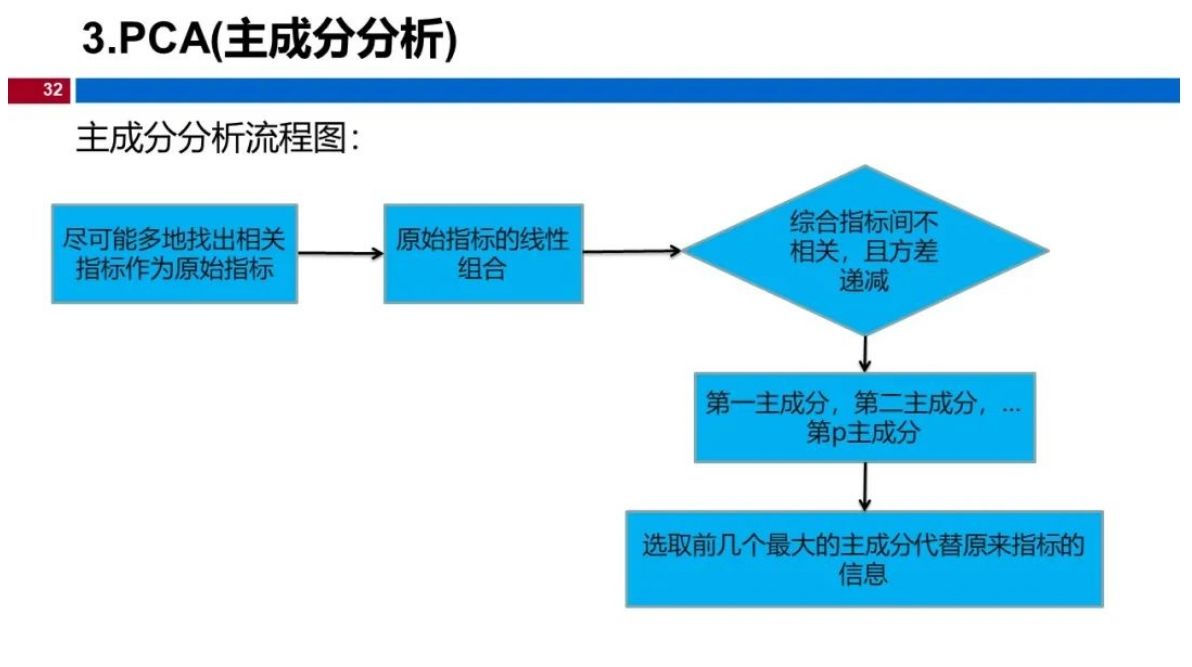 3.PCA(主成分分析)
32
主成分分析流程图：
尽可能多地找出相关
指标作为原始指标
原始指标的线性
组合
综合指标间不
相关，且方差
递减
第一主成分，第二主成分，…
第p主成分
选取前几个最大的主成分代替原来指标的
信息